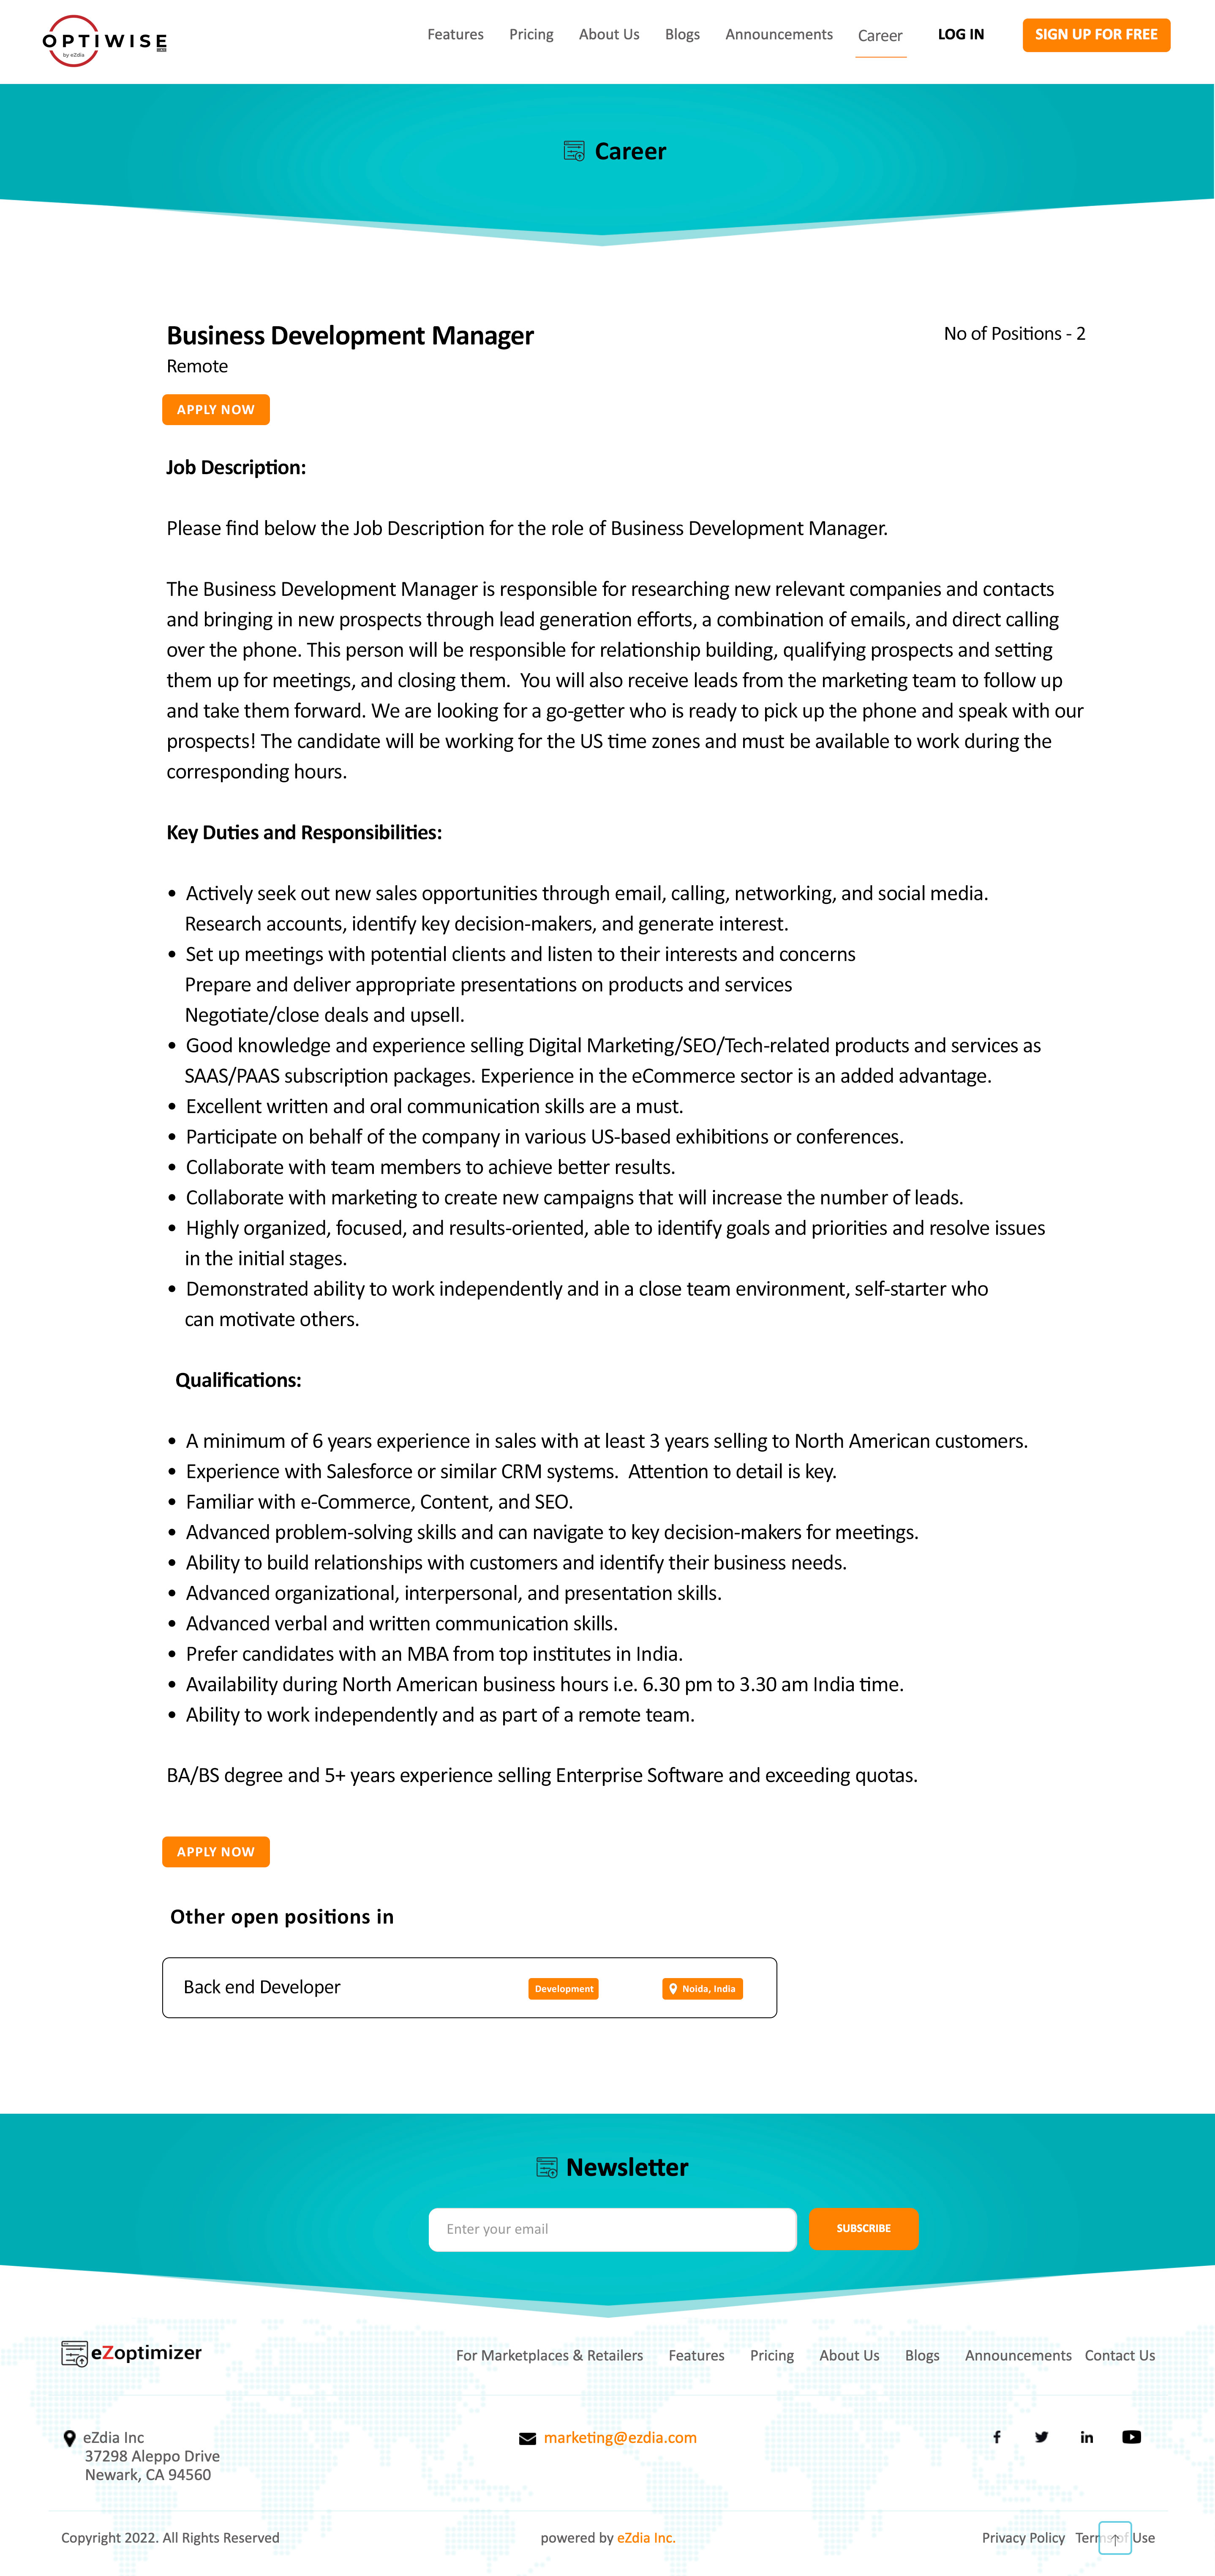 OPTIWISE
by eZdia
Features Pricing About Us Blogs Announcements Career LOG IN SIGN UP FOR FREE
Career
Business Development Manager
No of Positions - 2
Remote
APPLY NOW
Job Description:
Please find below the Job Description for the role of Business Development Manager.
The Business Development Manager is responsible for researching new relevant companies and contacts
and bringing in new prospects through lead generation efforts, a combination of emails, and direct calling
over the phone. This person will be responsible for relationship building, qualifying prospects and setting
them up for meetings, and closing them.  You will also receive leads from the marketing team to follow up
and take them forward. We are looking for a go-getter who is ready to pick up the phone and speak with our
prospects! The candidate will be working for the US time zones and must be available to work during the
corresponding hours.
Key Duties and Responsibilities:
• Actively seek out new sales opportunities through email, calling, networking, and social media.
Research accounts, identify key decision-makers, and generate interest.
• Set up meetings with potential clients and listen to their interests and concerns
Prepare and deliver appropriate presentations on products and services
Negotiate/close deals and upsell.
• Good knowledge and experience selling Digital Marketing/SEO/Tech-related products and services as
SAAS/PAAS subscription packages. Experience in the eCommerce sector is an added advantage.
• Excellent written and oral communication skills are a must.
• Participate on behalf of the company in various US-based exhibitions or conferences.
• Collaborate with team members to achieve better results.
• Collaborate with marketing to create new campaigns that will increase the number of leads.
• Highly organized, focused, and results-oriented, able to identify goals and priorities and resolve issues
in the initial stages.
• Demonstrated ability to work independently and in a close team environment, self-starter who
can motivate others.
Qualifications:
• A minimum of 6 years experience in sales with at least 3 years selling to North American customers.
• Experience with Salesforce or similar CRM systems.  Attention to detail is key.
• Familiar with e-Commerce, Content, and SEO.
• Advanced problem-solving skills and can navigate to key decision-makers for meetings.
• Ability to build relationships with customers and identify their business needs.
• Advanced organizational, interpersonal, and presentation skills.
• Advanced verbal and written communication skills.
• Prefer candidates with an MBA from top institutes in India.
• Availability during North American business hours i.e. 6.30 pm to 3.30 am India time.
• Ability to work independently and as part of a remote team.
BA/BS degree and 5+ years experience selling Enterprise Software and exceeding quotas.
APPLY NOW
Other open positions in
Back end Developer Development Noida, India
Newsletter
Enter your email SUBSCRIBE
eZoptimizer
For Marketplaces & Retailers Features Pricing About Us Blogs Announcements Contact Us
eZdia Inc
37298 Aleppo Drive
Newark, CA 94560
marketing@ezdia.com
Copyright 2022. All Rights Reserved powered by eZdia Inc. Privacy Policy Terms of Use